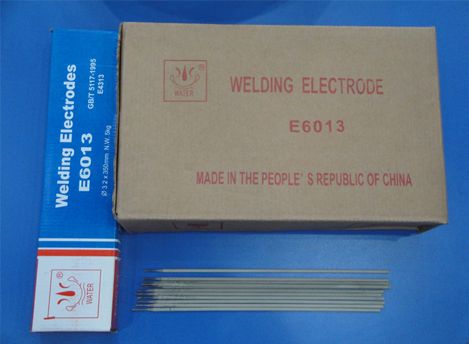 Welding Electrodes
GB/T 5117-1995
E6013
E4313
Ø 3.2 x 350mm N.W. 5kg
®
WATER
®
WATER
WELDING ELECTRODE
E6013
MADE IN THE PEOPLE' S REPUBLIC OF CHINA